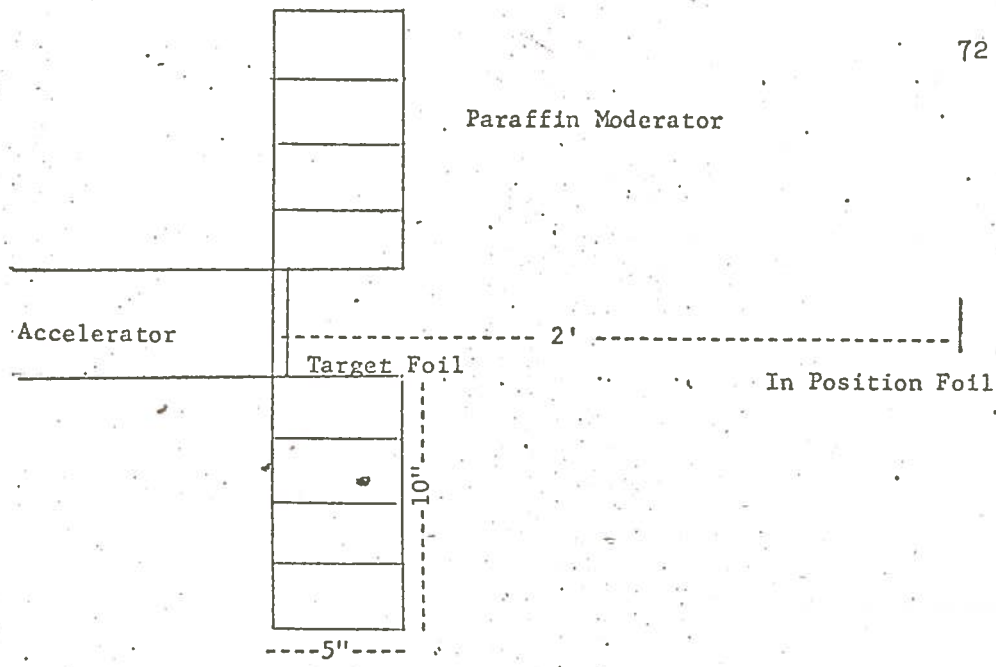 72
Paraffin Moderator
Accelerator
2'
Target Foil
In Position Foil
10"
5"